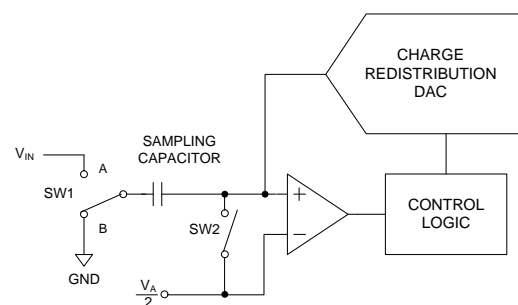 CHARGE
REDISTRIBUTION
DAC
SAMPLING
CAPACITOR
VIN
A
SW1
B
SW2
+
−
CONTROL
LOGIC
GND
VA
2